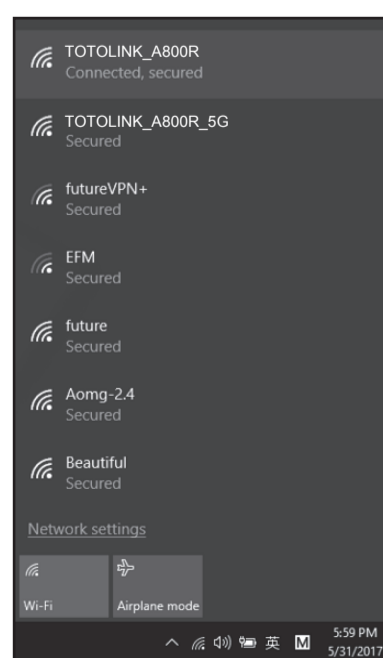 TOTOLINK_A800R
Connected, secured
TOTOLINK_A800R_5G
Secured
futureVPN+
Secured
EFM
Secured
future
Secured
Aomg-2.4
Secured
Beautiful
Secured
Network settings
Wi-Fi
Airplane mode
英
M
5:59 PM
5/31/2017